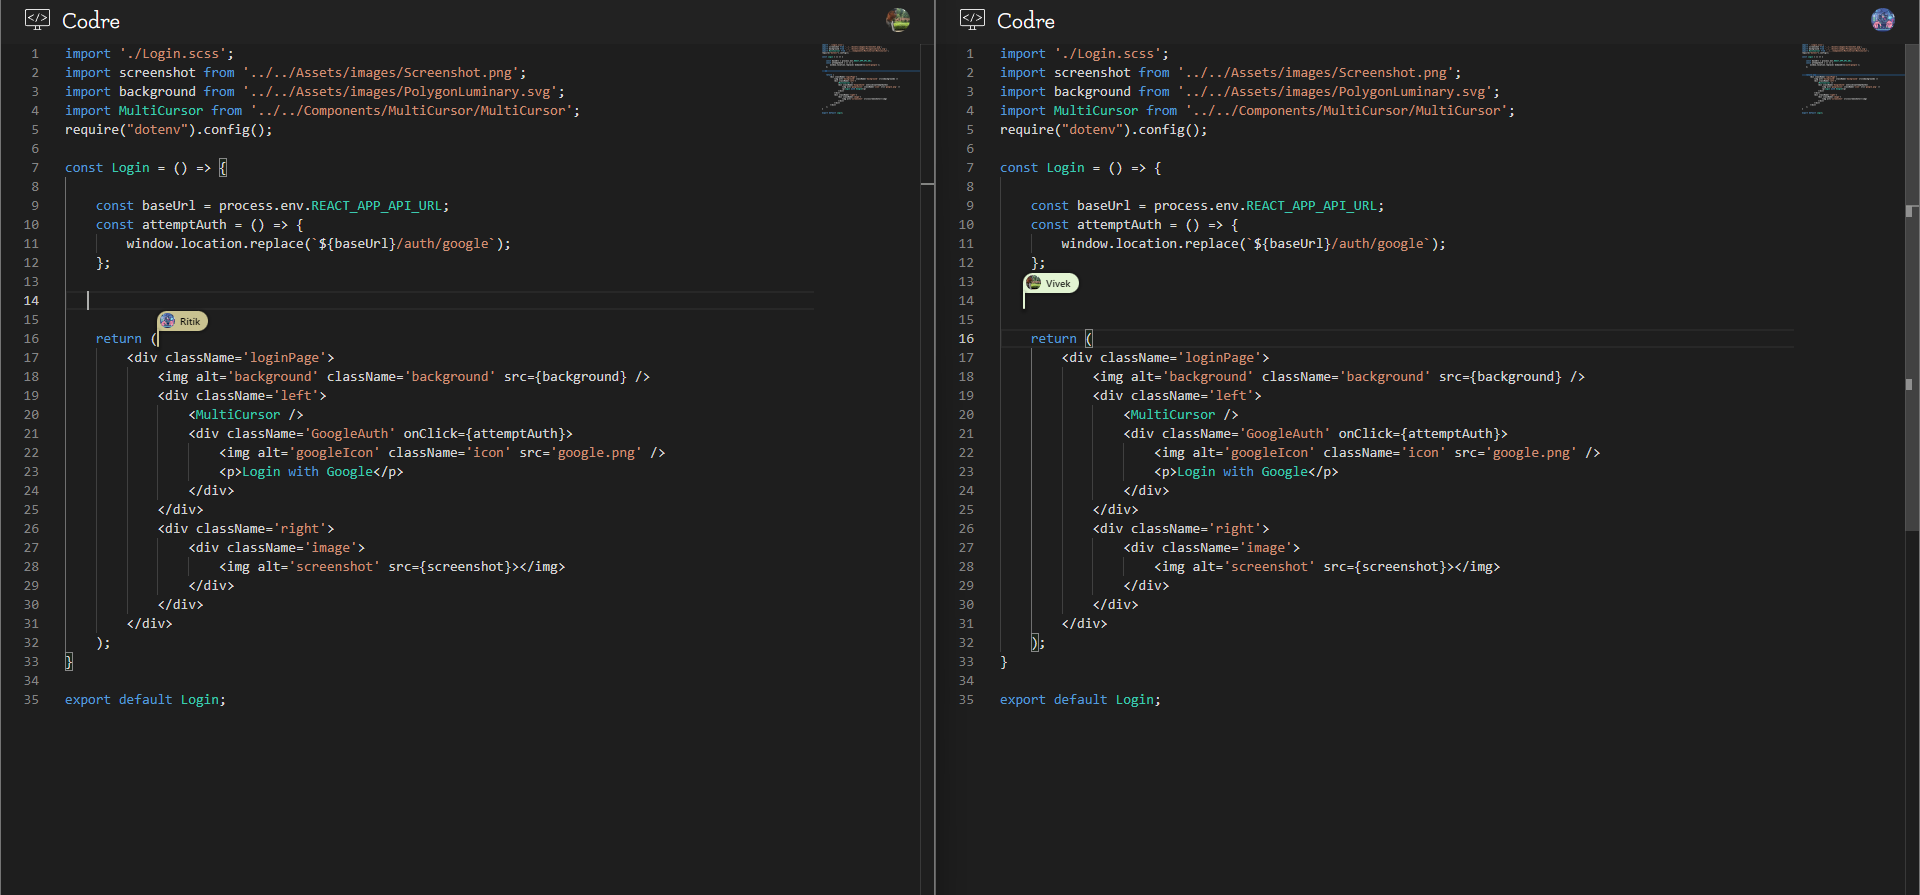 </> Codre
1 import './Login.scss';
2 import screenshot from '../../Assets/images/Screenshot.png';
3 import background from '../../Assets/images/PolygonLuminary.svg';
4 import MultiCursor from '../../Components/MultiCursor/MultiCursor';
5 require("dotenv").config();
6
7 const Login = () => {
8
9 const baseUrl = process.env.REACT_APP_API_URL;
10 const attemptAuth = () => {
11 window.location.replace(`${baseUrl}/auth/google`);
12 };
13
14
15 Ritik
16 return (
17 <div className='loginPage'>
18 <img alt='background' className='background' src={background} />
19 <div className='left'>
20 <MultiCursor />
21 <div className='GoogleAuth' onClick={attemptAuth}>
22 <img alt='googleIcon' className='icon' src='google.png' />
23 <p>Login with Google</p>
24 </div>
25 </div>
26 <div className='right'>
27 <div className='image'>
28 <img alt='screenshot' src={screenshot}></img>
29 </div>
30 </div>
31 </div>
32 );
33 }
34
35 export default Login;
</> Codre
1 import './Login.scss';
2 import screenshot from '../../Assets/images/Screenshot.png';
3 import background from '../../Assets/images/PolygonLuminary.svg';
4 import MultiCursor from '../../Components/MultiCursor/MultiCursor';
5 require("dotenv").config();
6
7 const Login = () => {
8
9 const baseUrl = process.env.REACT_APP_API_URL;
10 const attemptAuth = () => {
11 window.location.replace(`${baseUrl}/auth/google`);
12 };
13 Vivek
14
15
16 return (
17 <div className='loginPage'>
18 <img alt='background' className='background' src={background} />
19 <div className='left'>
20 <MultiCursor />
21 <div className='GoogleAuth' onClick={attemptAuth}>
22 <img alt='googleIcon' className='icon' src='google.png' />
23 <p>Login with Google</p>
24 </div>
25 </div>
26 <div className='right'>
27 <div className='image'>
28 <img alt='screenshot' src={screenshot}></img>
29 </div>
30 </div>
31 </div>
32 );
33 }
34
35 export default Login;